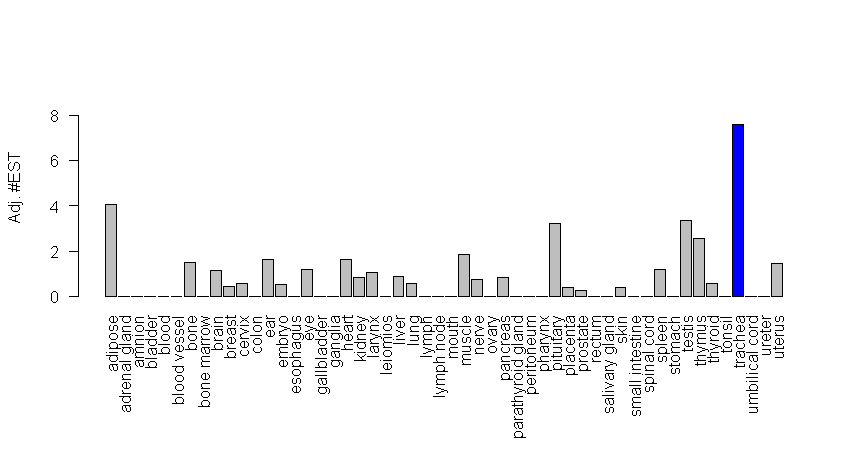 Adj. #EST
8
6
4
2
0
adipose
adrenal gland
amnion
bladder
blood
blood vessel
bone
bone marrow
brain
breast
cervix
colon
ear
embryo
esophagus
eye
gallbladder
ganglia
heart
kidney
larynx
leiomios
liver
lung
lymph
lymph node
mouth
muscle
nerve
ovary
pancreas
parathyroid gland
peritoneum
pharynx
pituitary
placenta
prostate
rectum
salivary gland
skin
small intestine
spinal cord
spleen
stomach
testis
thymus
thyroid
tonsil
trachea
umbilical cord
ureter
uterus